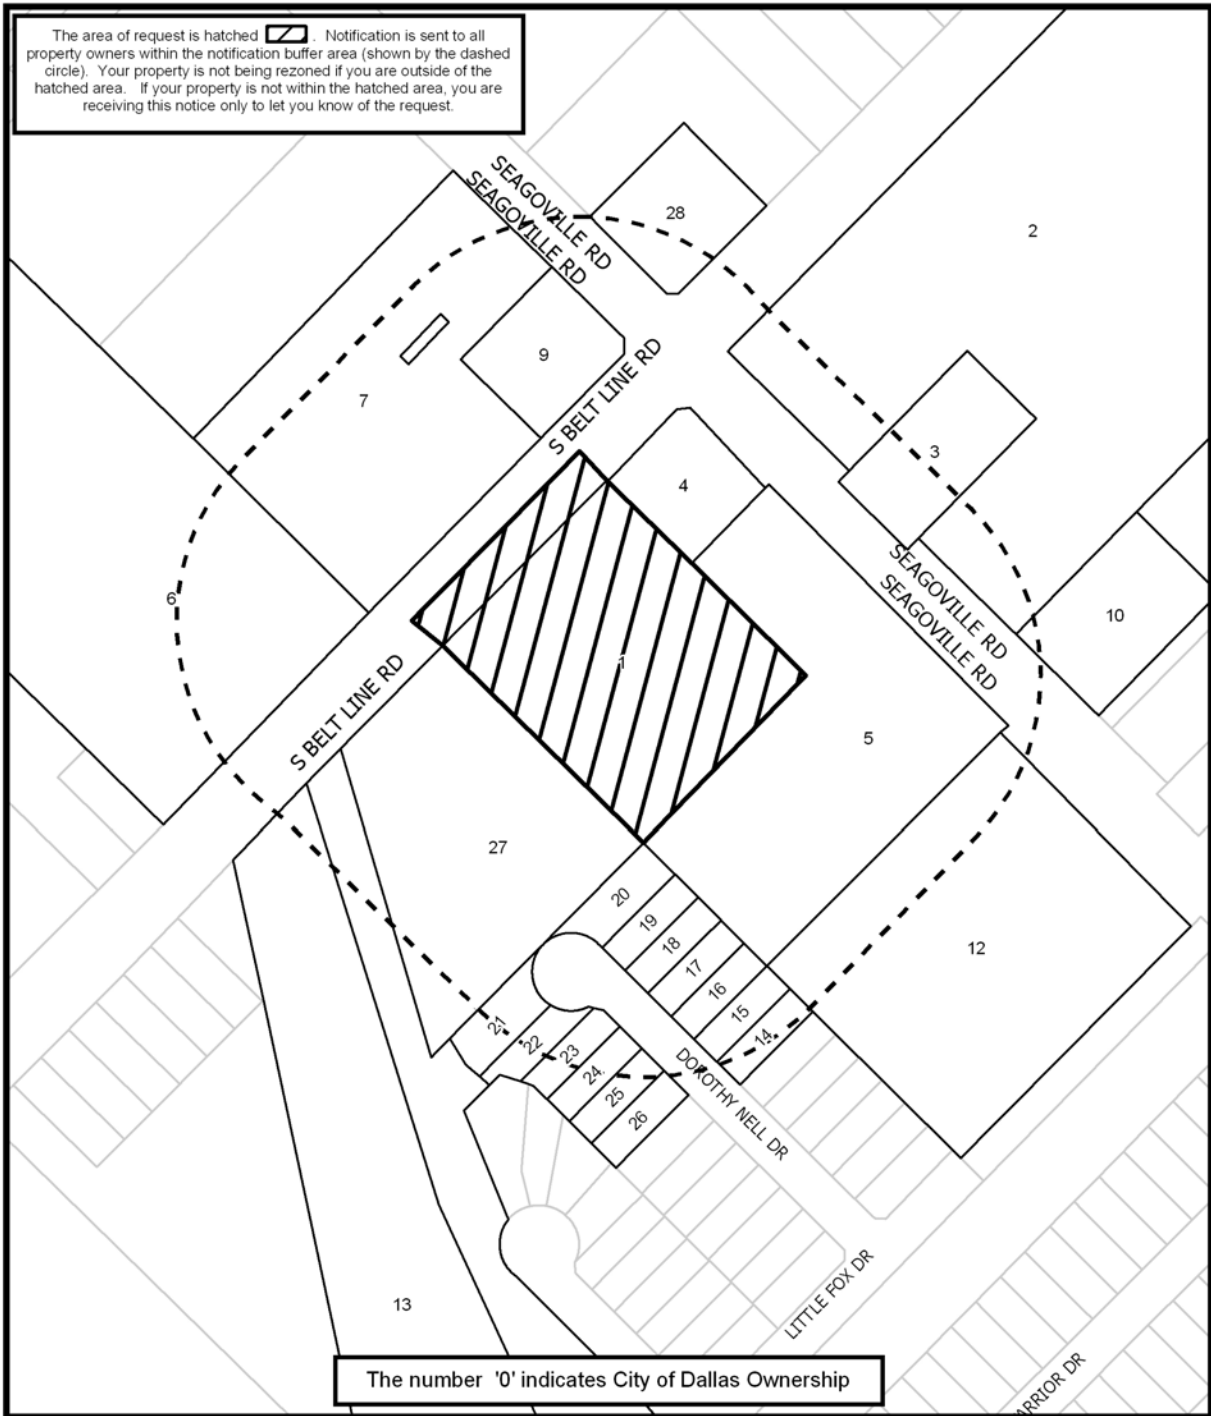 The area of request is hatched . Notification is sent to all
property owners within the notification buffer area (shown by the dashed
circle). Your property is not being rezoned if you are outside of the
hatched area. If your property is not within the hatched area, you are
receiving this notice only to let you know of the request.
SEAGOVILLE RD
SEAGOVILLE RD
28
2
9
S BELT LINE RD
7
3
4
SEAGOVILLE RD
SEAGOVILLE RD
6
10
1
S BELT LINE RD
5
27
20
19
18
17
16
15
14
12
21
22
23
24
25
26
DOROTHY NELL DR
LITTLE FOX DR
13
ARRIOR DR
The number '0' indicates City of Dallas Ownership